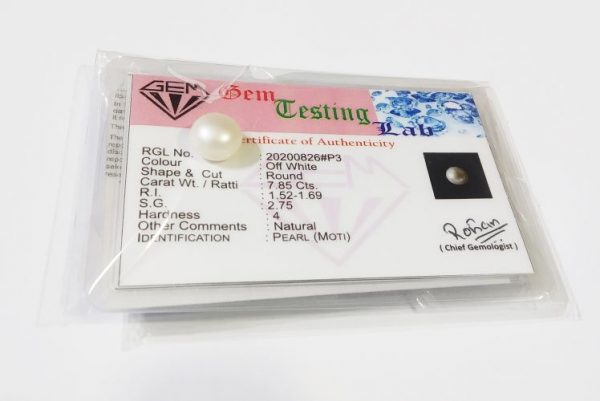 GEM
Gem
Testing
Lab
ertificate of Authenticity
RGL No. : 20200826#P3
Colour : Off White
Shape & Cut : Round
Carat Wt. / Ratti : 7.85 Cts.
R.I. : 1.52-1.69
S.G. : 2.75
Hardness : 4
Other Comments : Natural
IDENTIFICATION : PEARL (MOTI)
Rohan
( Chief Gemologist )